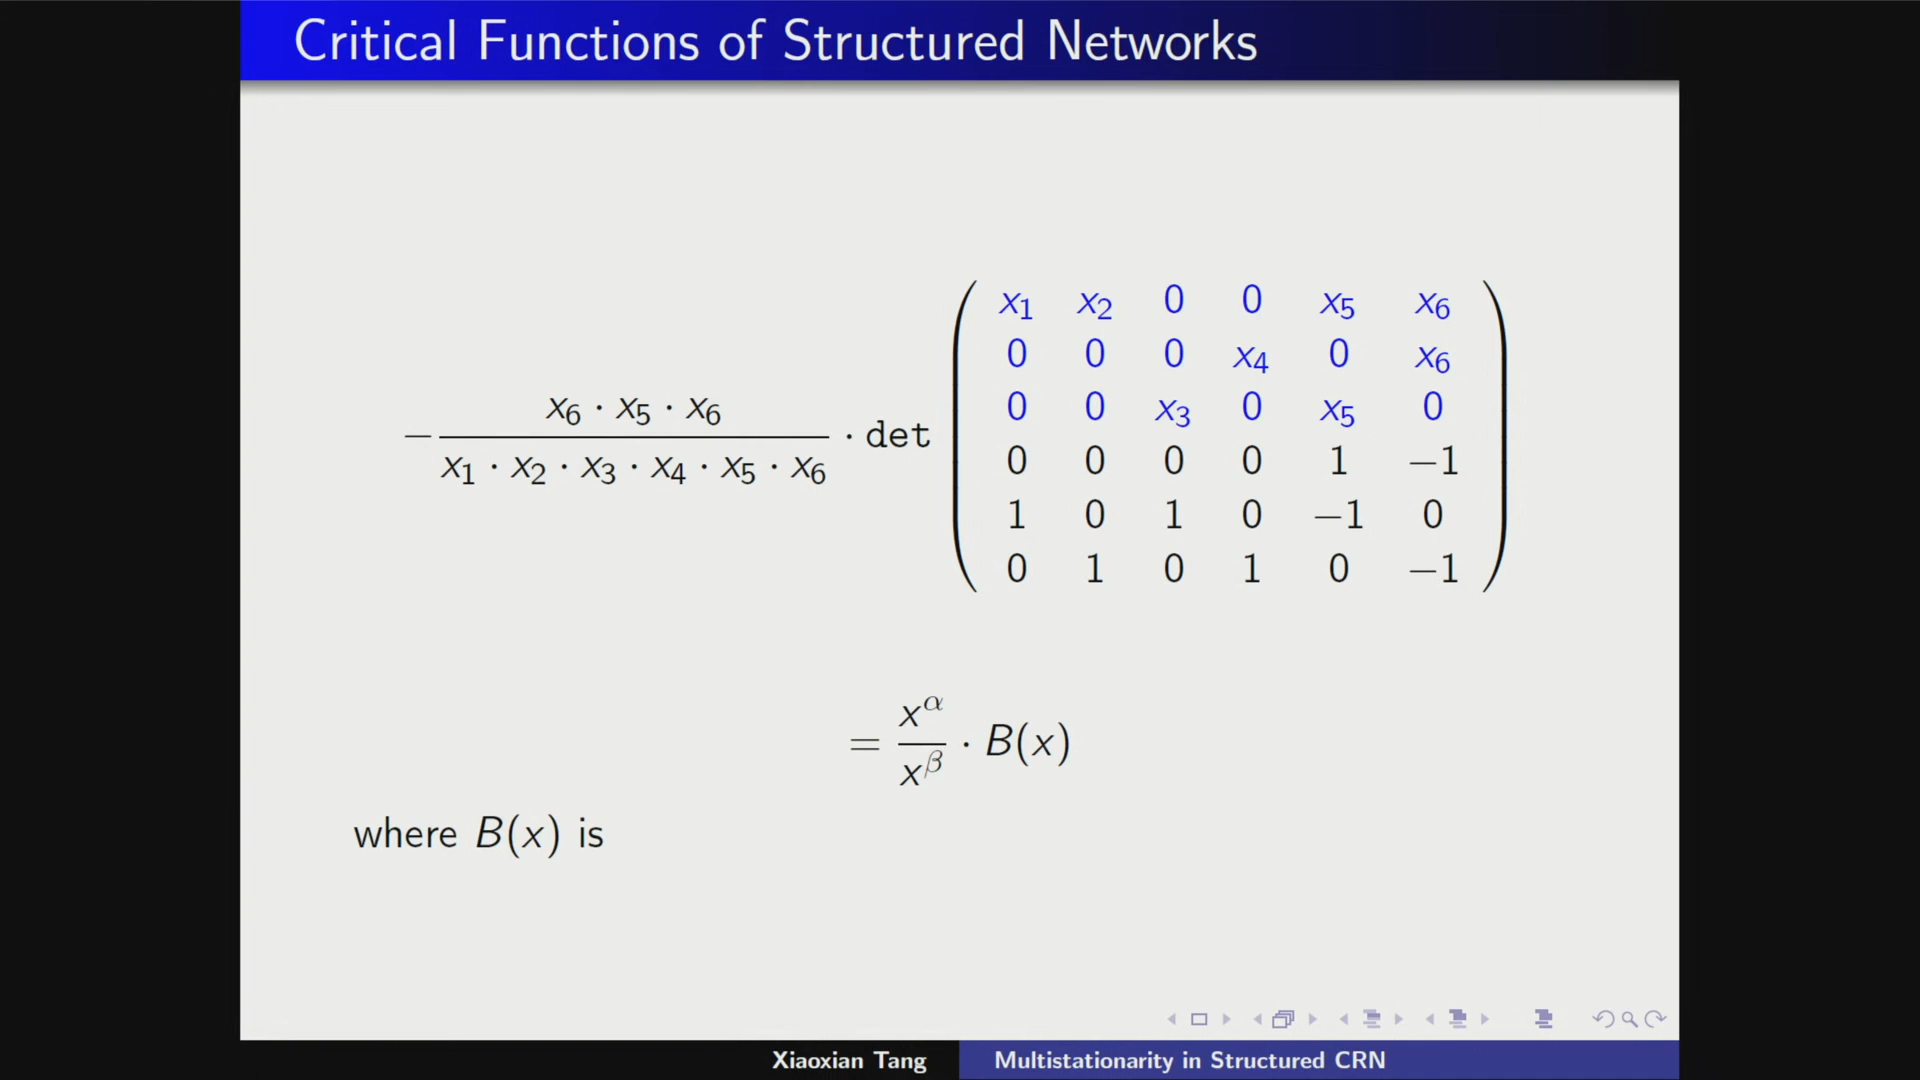 Critical Functions of Structured Networks
− x₆ · x₅ · x₆ / x₁ · x₂ · x₃ · x₄ · x₅ · x₆ · det
x₁ x₂ 0 0 x₅ x₆
0 0 0 x₄ 0 x₆
0 0 x₃ 0 x₅ 0
0 0 0 0 1 −1
1 0 1 0 −1 0
0 1 0 1 0 −1
= x^α / x^β · B(x)
where B(x) is
Xiaoxian Tang Multistationarity in Structured CRN